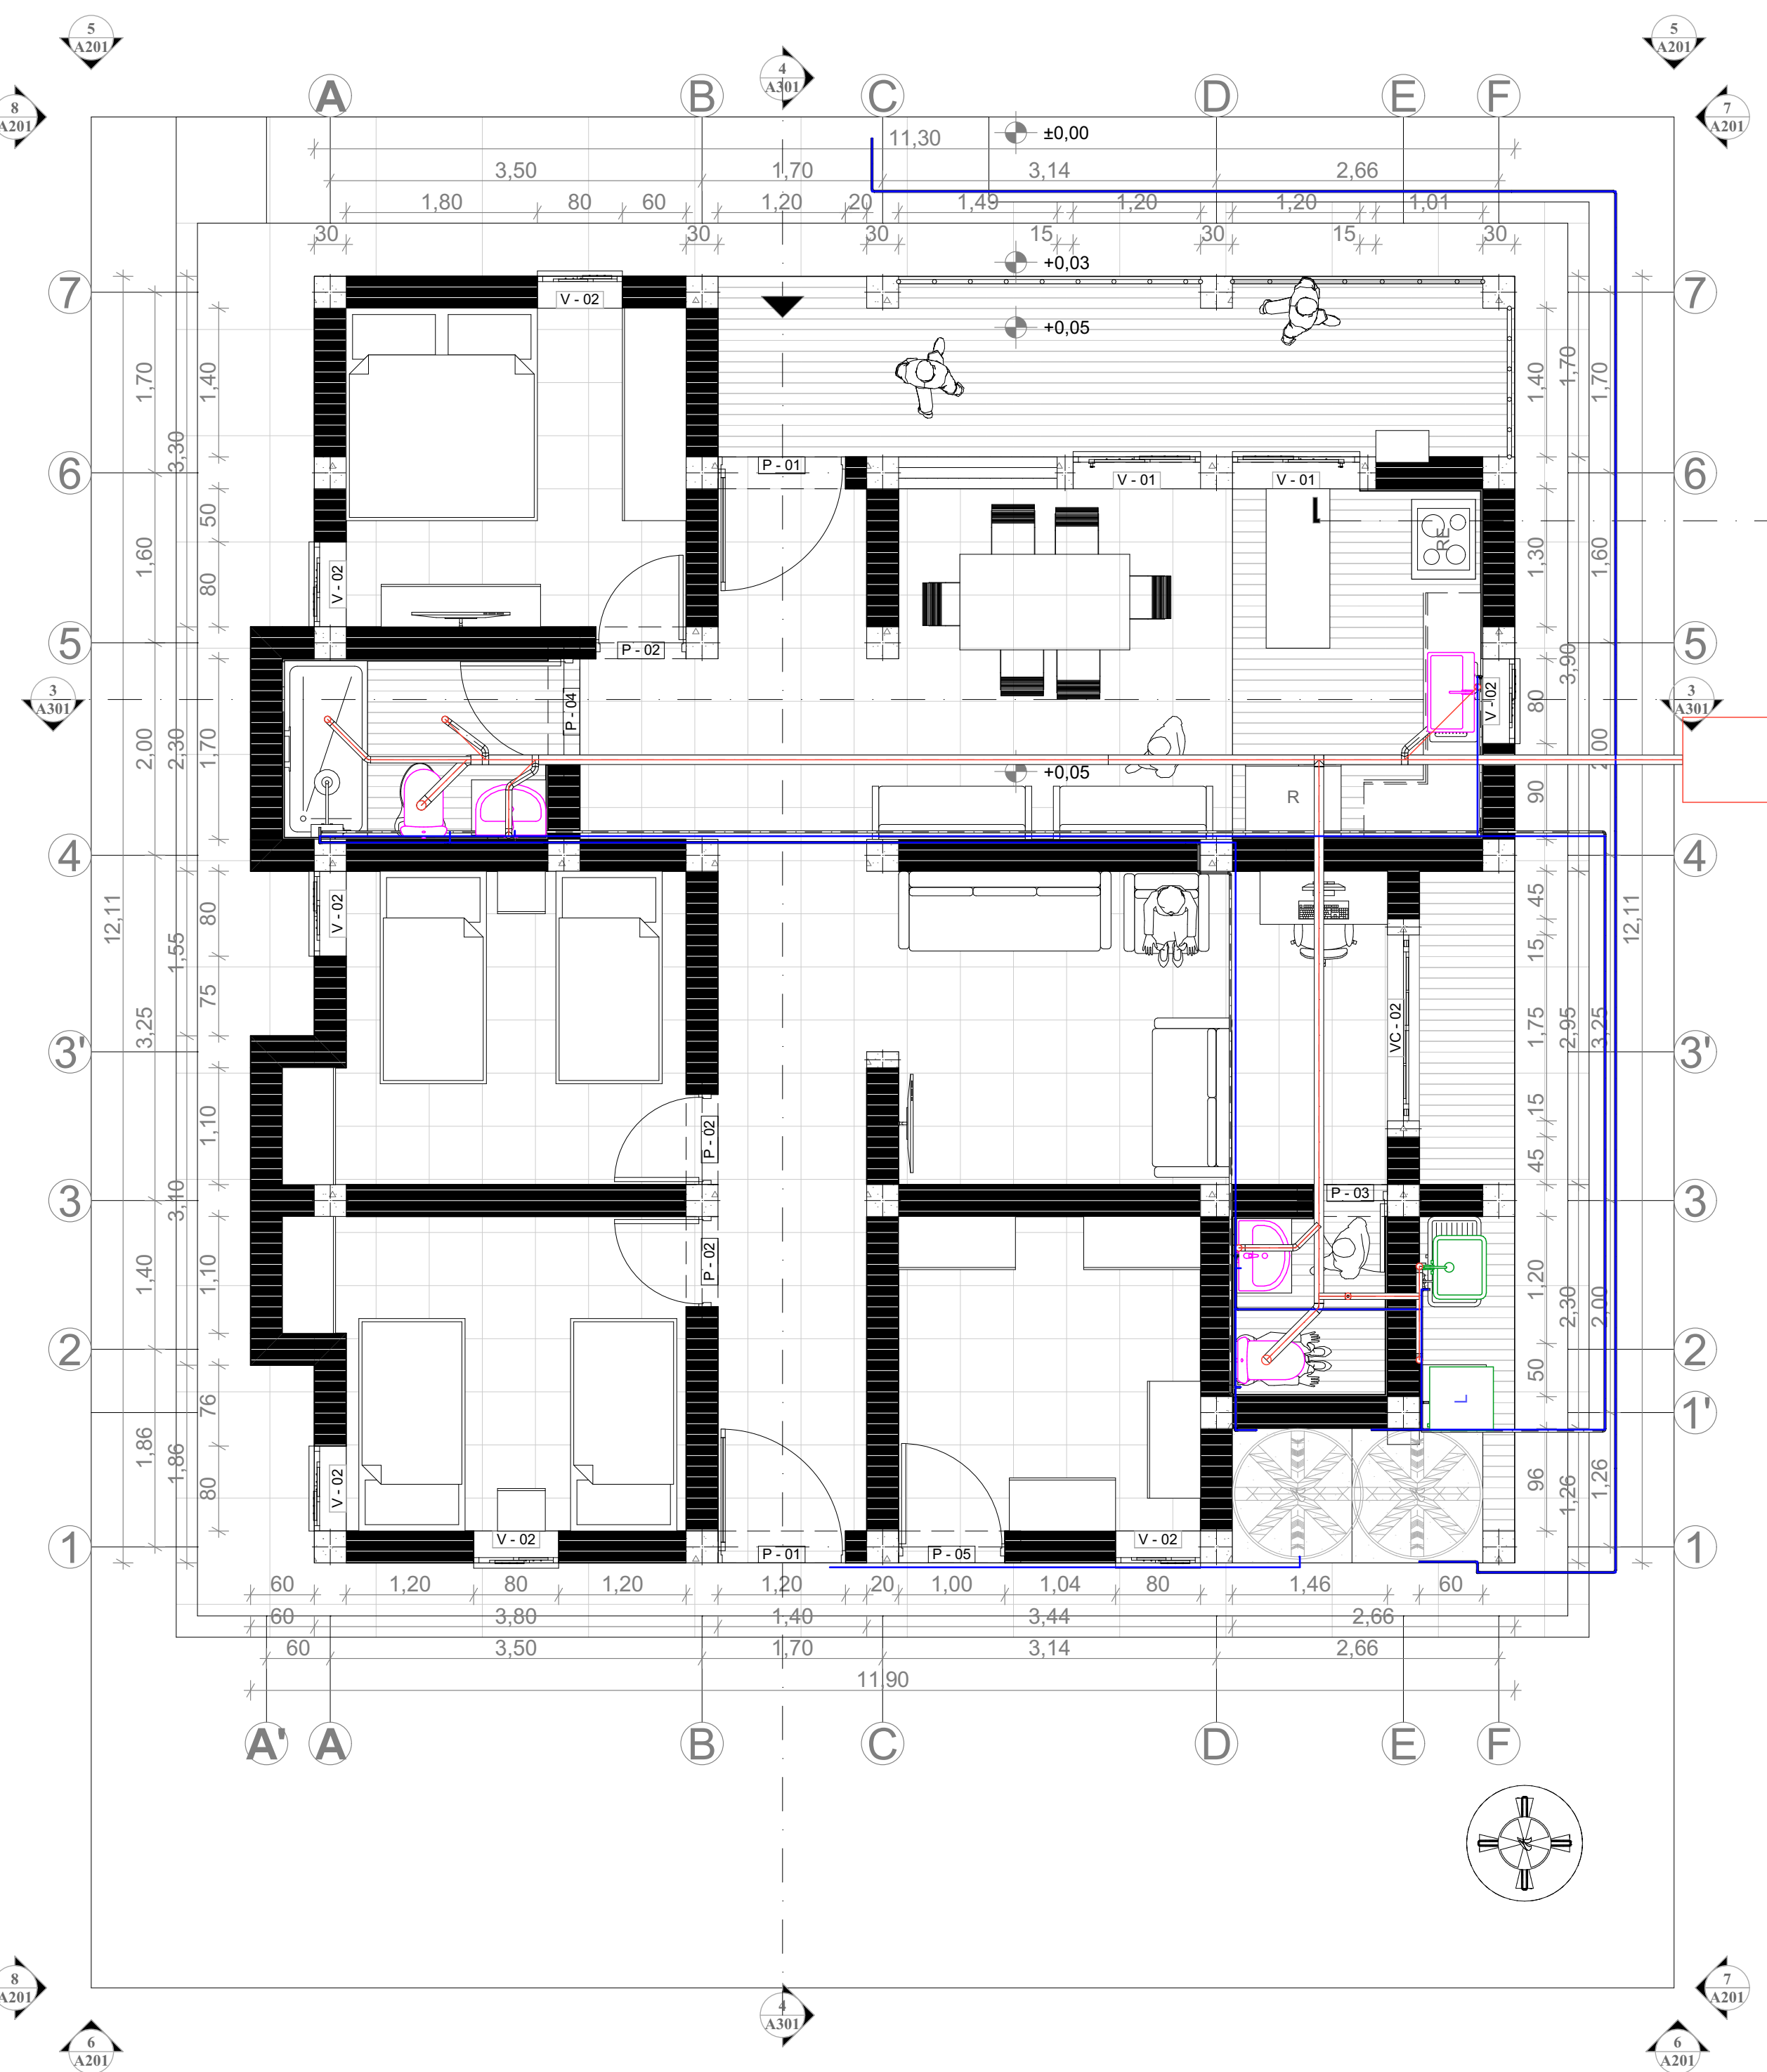 5
A201
5
A201
4
A301
8
A201
7
A201
A
B
C
D
E
F
±0,00
11,30
3,50
1,70
3,14
2,66
1,80
80
60
1,20
20
1,49
1,20
1,20
1,01
30
30
30
15
30
15
30
+0,03
7
7
V - 02
+0,05
1,70
1,40
1,40
1,70
1,70
3,30
6
6
P - 01
V - 01
V - 01
50
RE
1,60
80
V - 02
1,30
1,60
5
5
P - 02
3,90
3
A301
3
A301
P - 04
V - 02
80
2,00
2,30
1,70
2,00
+0,05
R
90
4
4
12,11
80
V - 02
45
12,11
1,55
15
75
3,25
VC - 02
1,75
2,95
3,25
3'
3'
1,10
P - 02
15
45
3
3
P - 03
3,10
1,40
1,10
P - 02
1,20
2,30
2,00
2
2
50
76
L
1'
1,86
1,86
80
V - 02
96
1,26
1,26
1
1
V - 02
P - 01
P - 05
V - 02
60
1,20
80
1,20
1,20
20
1,00
1,04
80
1,46
60
60
3,80
1,40
3,44
2,66
60
3,50
1,70
3,14
2,66
11,90
A'
A
B
C
D
E
F
8
A201
4
A301
7
A201
6
A201
6
A201